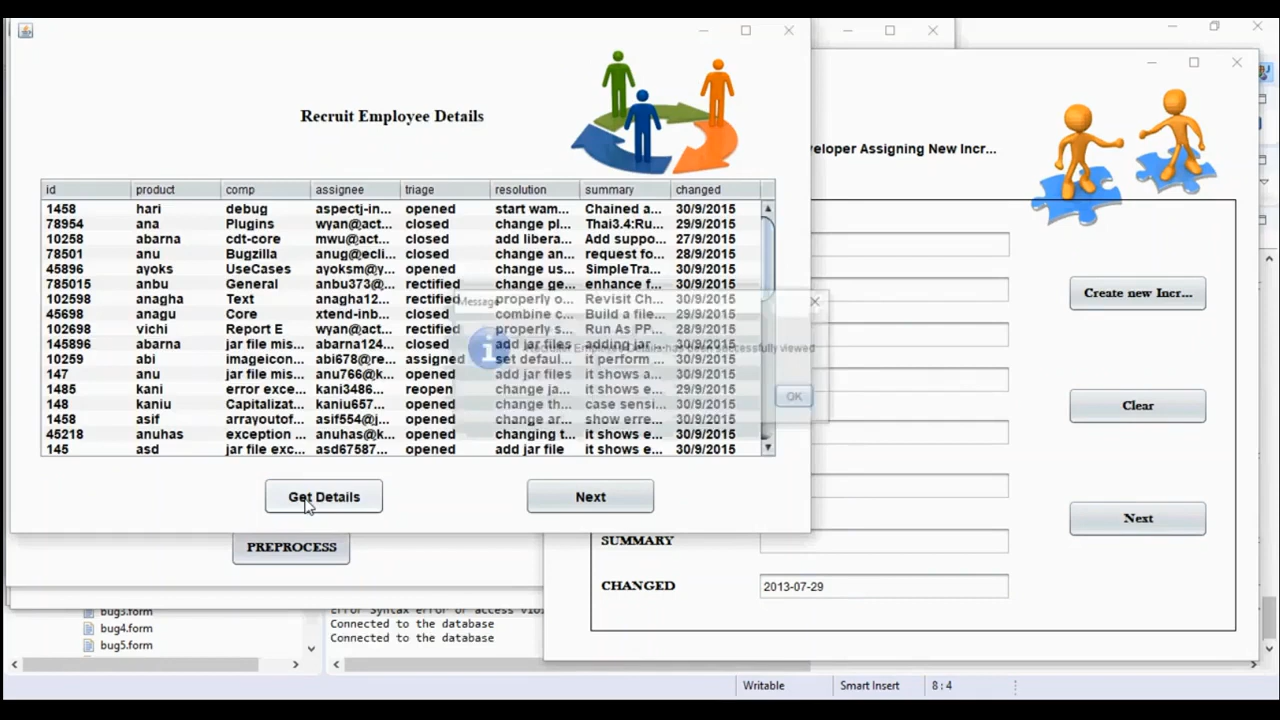 Recruit Employee Details
id product comp assignee triage resolution summary changed
1458 hari debug aspectj-in... opened start wam... Chained a... 30/9/2015
78954 ana Plugins wyan@act... closed change pl... Thai3.4:Ru... 29/9/2015
10258 abarna cdt-core mwu@act... closed add libera... Add suppo... 27/9/2015
78501 anu Bugzilla anug@ecli... closed change an... request fo... 28/9/2015
45896 ayoks UseCases ayoksm@y... opened change us... SimpleTra... 30/9/2015
785015 anbu General anbu373@... rectified change ge... enhance f... 30/9/2015
102598 anagha Text anagha12... rectified properly o... Revisit Ch... 30/9/2015
45698 anagu Core xtend-inb... closed combine c... Build a file... 30/9/2015
102698 vichi Report E wyan@act... rectified properly s... Run As PP... 28/9/2015
145896 abarna jar file mis... abarna124... closed add jar files adding jar... 30/9/2015
10259 abi imageicon... abi678@re... assigned set defaul... it perform ... 30/9/2015
147 anu jar file mis... anu766@k... opened add jar files it shows a... 30/9/2015
1485 kani error exce... kani3486... reopen change ja... it shows e... 29/9/2015
148 kaniu Capitalizat... kaniu657... opened change th... case sensi... 30/9/2015
1458 asif arrayoutof... asif554@j... opened change ar... show erre... 30/9/2015
45218 anuhas exception ... anuhas@k... opened changing t... it shows e... 30/9/2015
145 asd jar file exc... asd67587... opened add jar file it shows e... 30/9/2015
Message
Employee Details has been successfully viewed
OK
Get Details Next
PREPROCESS
veloper Assigning New Incr...
Create new Incr...
Clear
Next
SUMMARY
CHANGED 2013-07-29
bug3.form
bug4.form
bug5.form
Error Syntax error or access viol
Connected to the database
Connected to the database
Writable Smart Insert 8 : 4